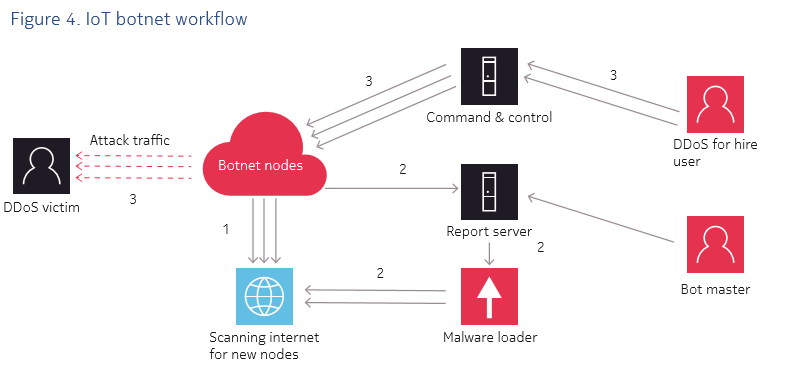 Figure 4. IoT botnet workflow
3
3
Command & control
Attack traffic
DDoS for hire
user
Botnet nodes
2
3
DDoS victim
1
Report server
2
2
Bot master
Scanning internet
for new nodes
Malware loader